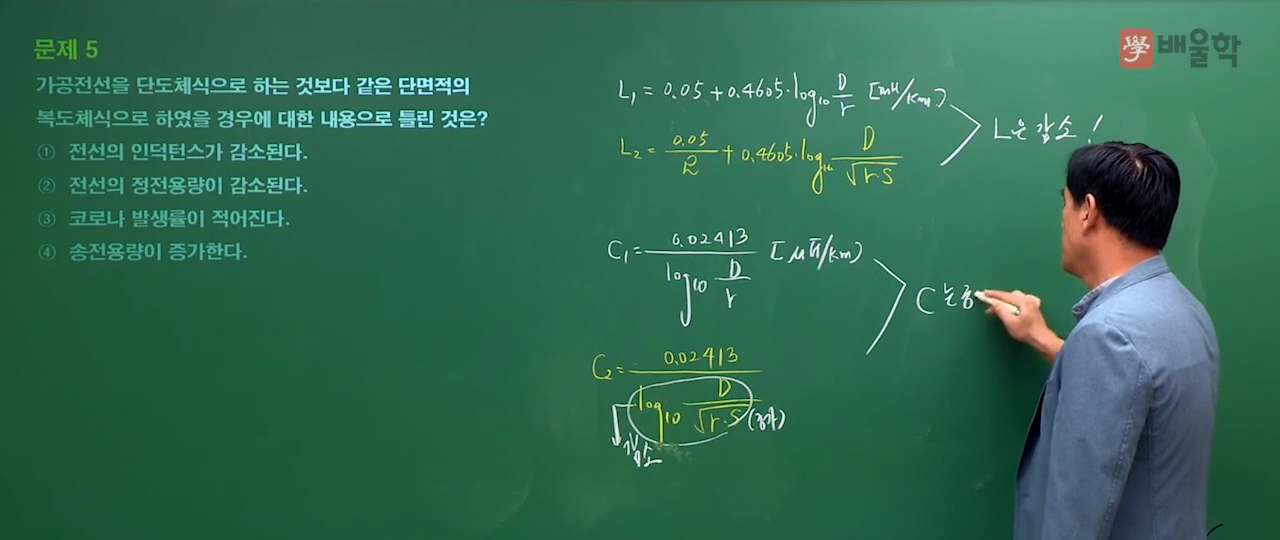 문제 5
가공전선을 단도체식으로 하는 것보다 같은 단면적의
복도체식으로 하였을 경우에 대한 내용으로 틀린 것은?
① 전선의 인덕턴스가 감소된다.
② 전선의 정전용량이 감소된다.
③ 코로나 발생률이 적어진다.
④ 송전용량이 증가한다.
學 배울학
L₁ = 0.05 + 0.4605·log₁₀ D/r [mH/km]
L₂ = 0.05/2 + 0.4605·log₁₀ D/√r·s
L은 감소!
C₁ = 0.02413/log₁₀ D/r [μF/km]
C는
C₂ = 0.02413/log₁₀ D/√r·s (증가)
감소